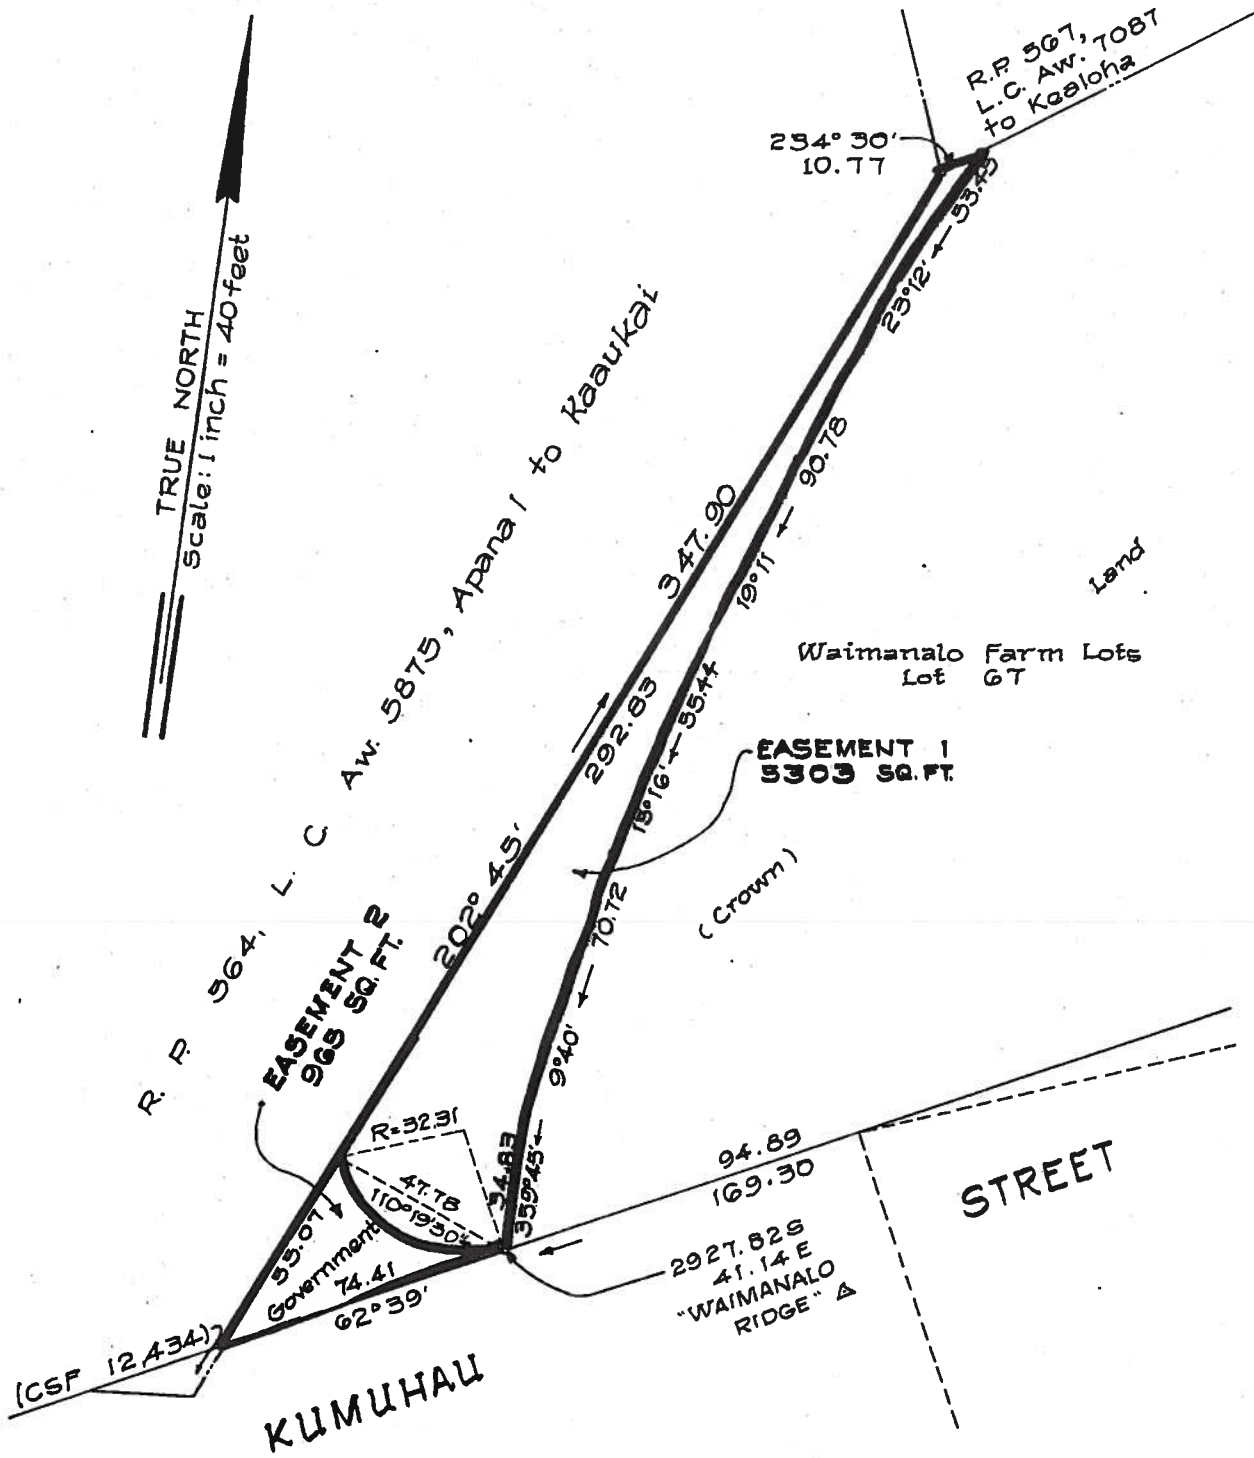 R.P. 567,
L.C. Aw. 7087
to Kealoha
234° 30'
10.77
53.43
23°12'
TRUE NORTH
Scale: 1 inch = 40 feet
R. P. 564, L. C. Aw. 5875, Apana 1 to Kaaukai
90.78
347.90
19°11'
Land
Waimanalo Farm Lots
Lot 67
55.44
292.83
EASEMENT 1
5303 SQ. FT.
202° 45'
70.72
(Crown)
EASEMENT 2
965 SQ. FT.
9°40'
R=32.31
34.83
359°45'
47.78
110°19'30"
94.89
169.30
STREET
55.07
Government
74.41
62°39'
2927.82 S
41.14 E
"WAIMANALO
RIDGE" △
(CSF 12,434)
KUMUHAU